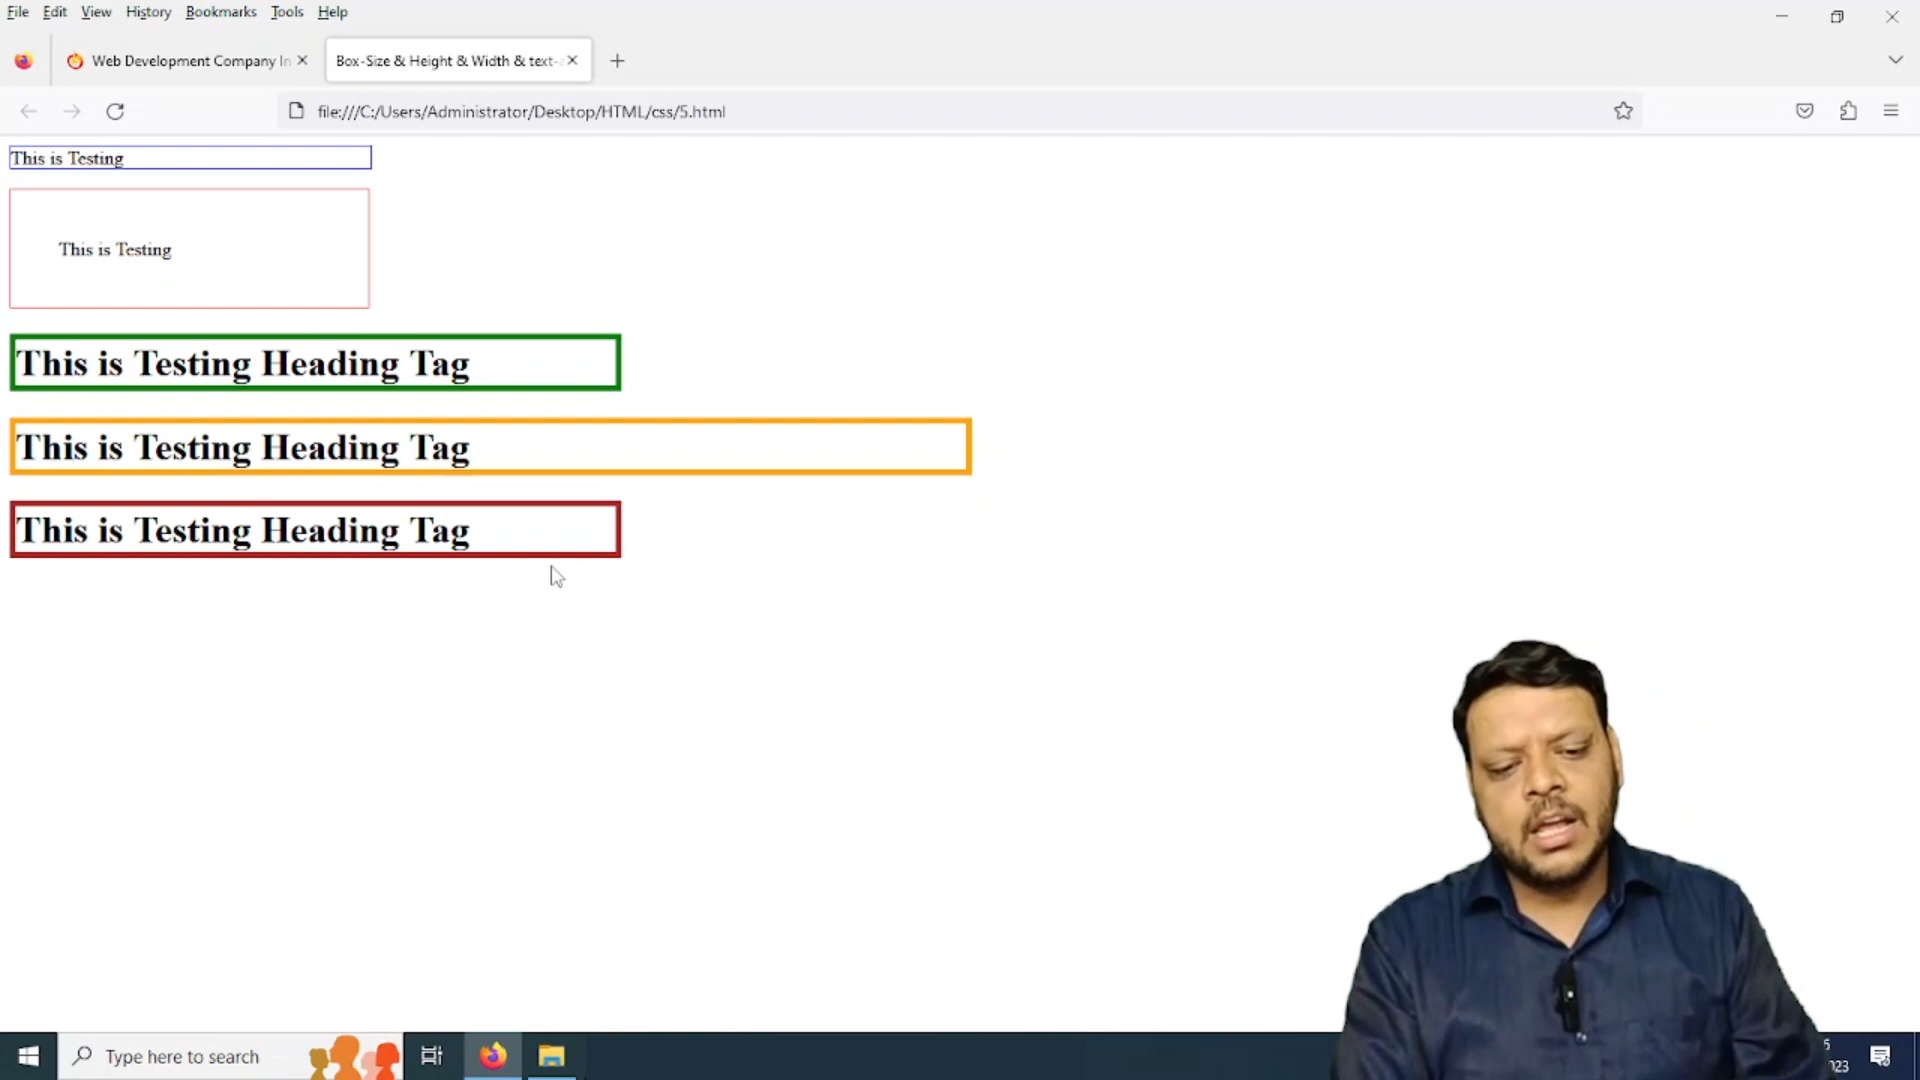 File Edit View History Bookmarks Tools Help
Web Development Company In
Box-Size & Height & Width & text-
file:///C:/Users/Administrator/Desktop/HTML/css/5.html
This is Testing
This is Testing
This is Testing Heading Tag
This is Testing Heading Tag
This is Testing Heading Tag
Type here to search